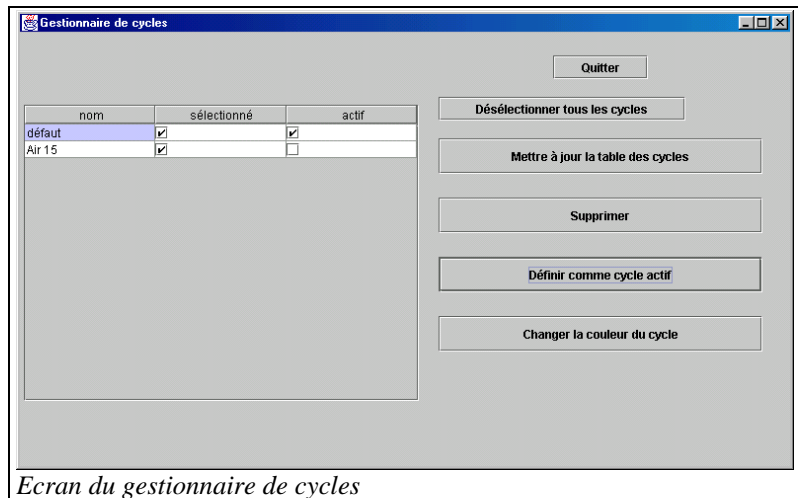 Gestionnaire de cycles
Quitter
Désélectionner tous les cycles
nom sélectionné actif
défaut
Air 15
Mettre à jour la table des cycles
Supprimer
Définir comme cycle actif
Changer la couleur du cycle
Ecran du gestionnaire de cycles